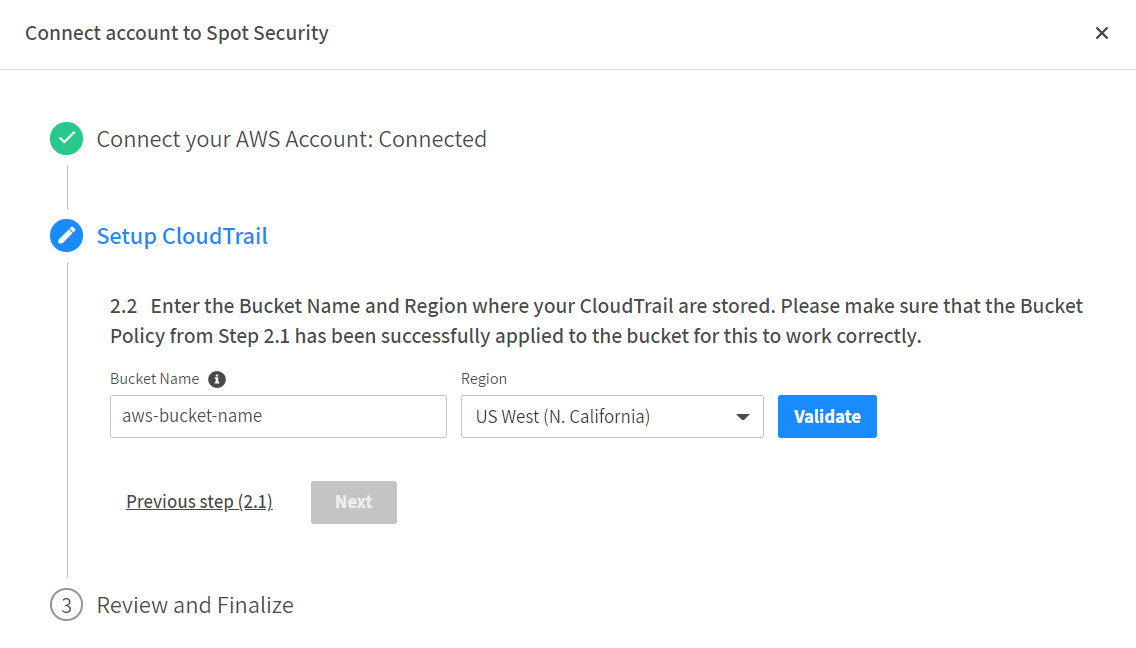 Connect account to Spot Security
Connect your AWS Account: Connected
Setup CloudTrail
2.2 Enter the Bucket Name and Region where your CloudTrail are stored. Please make sure that the Bucket
Policy from Step 2.1 has been successfully applied to the bucket for this to work correctly.
Bucket Name
Region
aws-bucket-name
US West (N. California)
Validate
Previous step (2.1)
Next
3 Review and Finalize